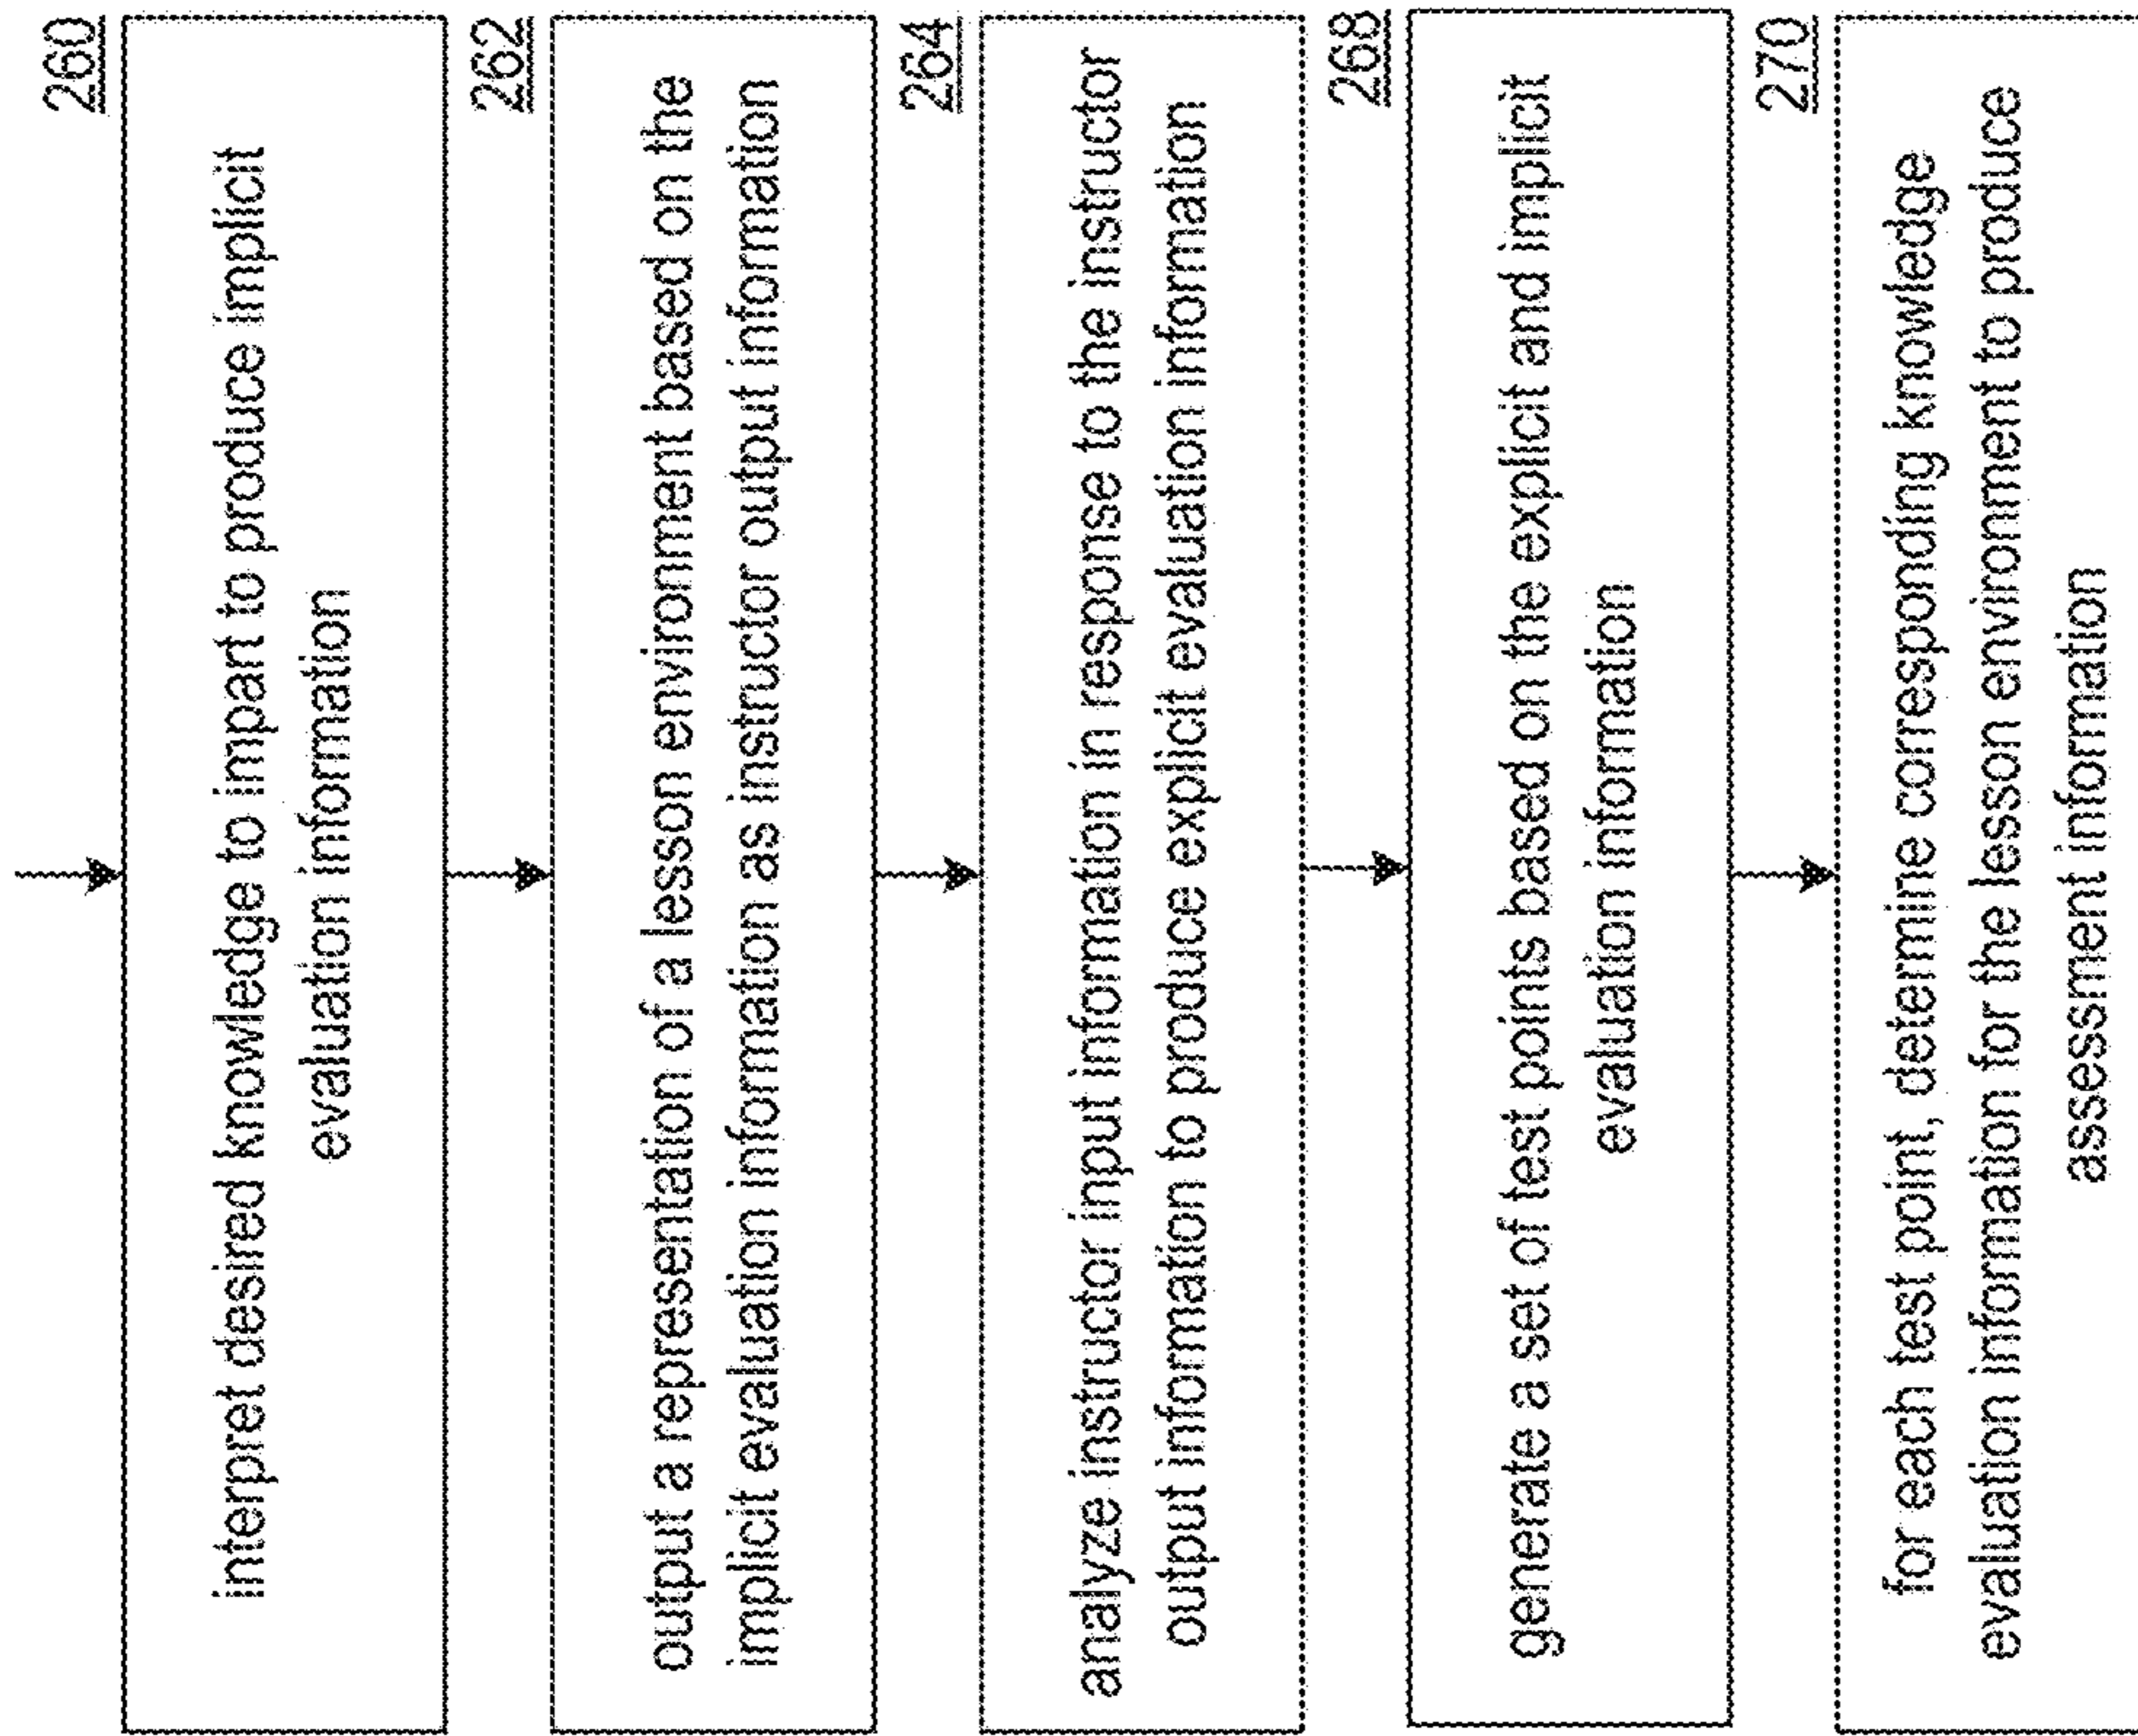 260
interpret desired knowledge to impart to produce implicit
evaluation information
262
output a representation of a lesson environment based on the
implicit evaluation information as instructor output information
264
analyze instructor input information in response to the instructor
output information to produce explicit evaluation information
268
generate a set of test points based on the explicit and implicit
evaluation information
270
for each test point, determine corresponding knowledge
evaluation information for the lesson environment to produce
assessment information